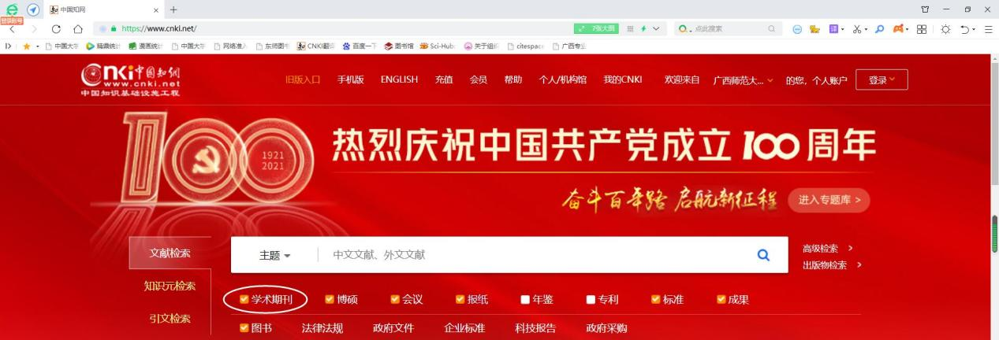 登录账号
中国知网
https://www.cnki.net/
7张大图
点此搜索
中国大学 精鼎统计 漫画统计 中国大学 网络准入 东师图书 CNKI翻译 百度一下 图书馆 Sci-Hub: 关于组织 citespace 广西专业
cnki中国知网
www.cnki.net
中国知识基础设施工程
旧版入口 手机版 ENGLISH 充值 会员 帮助 个人/机构馆 我的CNKI 欢迎来自 广西师范大... 的您，个人账户 登录
100
1921
2021
热烈庆祝中国共产党成立100周年
奋斗百年路 启航新征程 进入专题库 >
文献检索 主题 中文文献、外文文献 高级检索 >
出版物检索 >
知识元检索
学术期刊 博硕 会议 报纸 年鉴 专利 标准 成果
引文检索
图书 法律法规 政府文件 企业标准 科技报告 政府采购